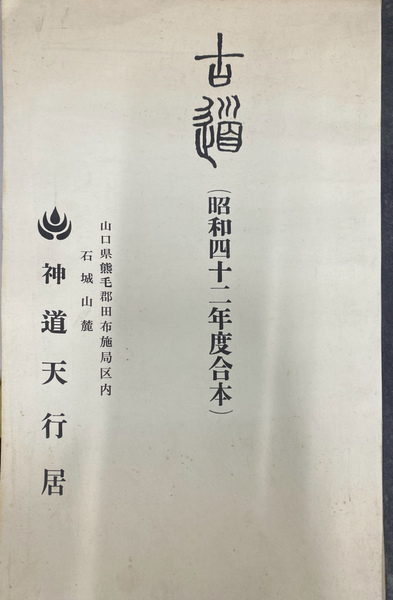 古道
（昭和四十二年度合本）
山口県熊毛郡田布施局区内
石城山麓
神道天行居